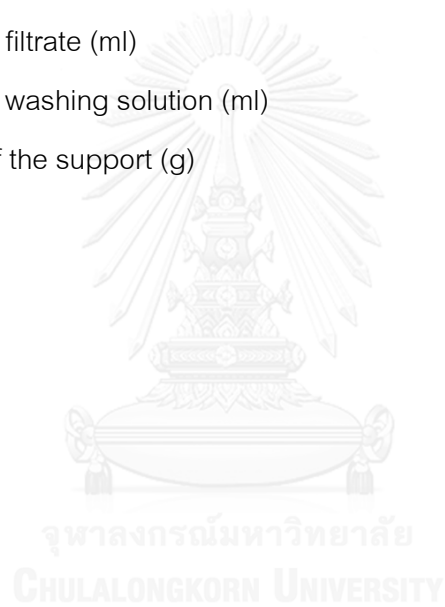 filtrate (ml)
washing solution (ml)
the support (g)
จุฬาลงกรณ์มหาวิทยาลัย
CHULALONGKORN UNIVERSITY